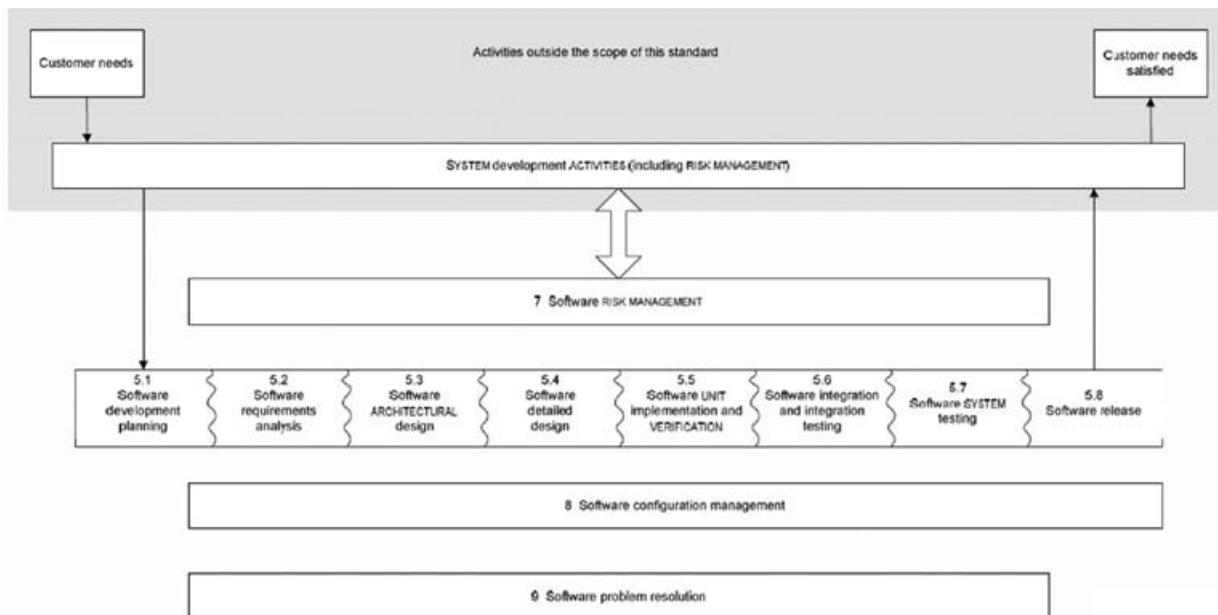 Activities outside the scope of this standard
Customer needs
Customer needs
satisfied
SYSTEM development ACTIVITIES (including RISK MANAGEMENT)
7 Software RISK MANAGEMENT
5.1
Software
development
planning
5.2
Software
requirements
analysis
5.3
Software
ARCHITECTURAL
design
5.4
Software
detailed
design
5.5
Software UNIT
implementation and
VERIFICATION
5.6
Software integration
and integration
testing
5.7
Software SYSTEM
testing
5.8
Software release
8 Software configuration management
9 Software problem resolution